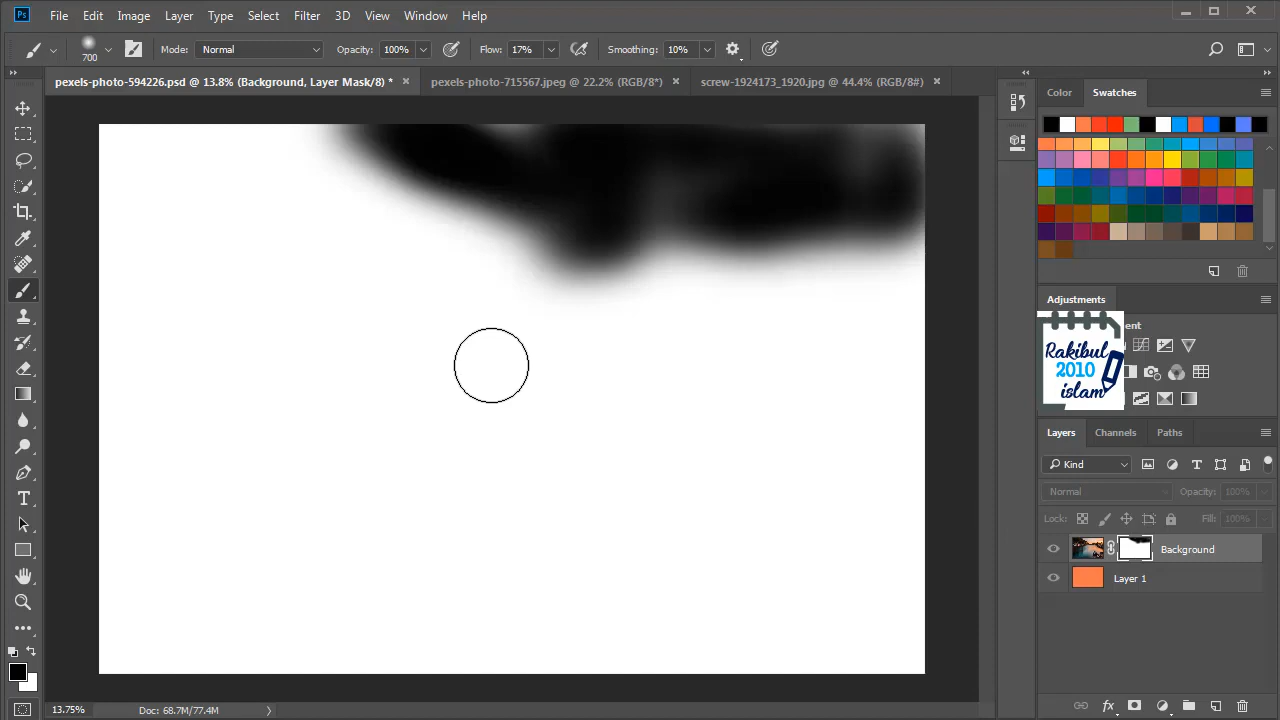 File Edit Image Layer Type Select Filter 3D View Window Help
700 Mode: Normal Opacity: 100% Flow: 17% Smoothing: 10%
pexels-photo-594226.psd @ 13.8% (Background, Layer Mask/8) * × pexels-photo-715567.jpeg @ 22.2% (RGB/8*) × screw-1924173_1920.jpg @ 44.4% (RGB/8#) ×
Color Swatches
Adjustments
ent
Rakibul
2010
islam
Layers Channels Paths
Kind
Normal Opacity: 100%
Lock: Fill: 100%
Background
Layer 1
13.75% Doc: 68.7M/77.4M